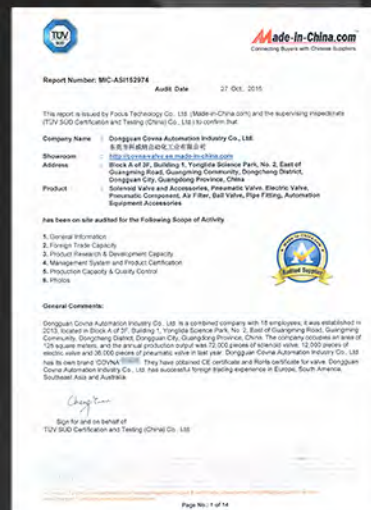 TÜV
SÜD
Made-in-China.com
Connecting Buyers with Chinese Suppliers
Report Number: MIC-ASI152974
Audit Date 27 Oct, 2015
This report is issued by Focus Technology Co., Ltd. (Made-in-China.com) and the supervising inspectorate
(TÜV SÜD Certification and Testing (China) Co., Ltd.) to confirm that:
Company Name : Dongguan Covna Automation Industry Co., Ltd.
Showroom : http://covna-valve.en.made-in-china.com
Address : Block A of 3F, Building 1, Yonglida Science Park, No. 2, East of
Guangming Road, Guangming Community, Dongcheng District,
Dongguan City, Guangdong Province, China
Product : Solenoid Valve and Accessories, Pneumatic Valve, Electric Valve,
Pneumatic Component, Air Filter, Ball Valve, Pipe Fitting, Automation
Equipment Accessories
has been on site audited for the Following Scope of Activity
1. General Information
2. Foreign Trade Capacity
3. Product Research & Development Capacity
4. Management System and Product Certification
5. Production Capacity & Quality Control
6. Photos
Audited Supplier
General Comments:
Dongguan Covna Automation Industry Co., Ltd. is a combined company with 18 employees; it was established in
2013, located in Block A of 3F, Building 1, Yonglida Science Park, No. 2, East of Guangming Road, Guangming
Community, Dongcheng District, Dongguan City, Guangdong Province, China. The company occupies an area of
126 square meters, and the annual production output was 72,000 pieces of solenoid valve, 12,000 pieces of
electric valve and 36,000 pieces of pneumatic valve in last year. Dongguan Covna Automation Industry Co., Ltd
has its own brand 'COVNA'. They have obtained CE certificate and RoHs certificate for valve. Dongguan
Covna Automation Industry Co., Ltd. has successful foreign trading experience in Europe, South America,
Southeast Asia and Australia.
Sign for and on behalf of
TÜV SÜD Certification and Testing (China) Co., Ltd.
Page No.: 1 of 14